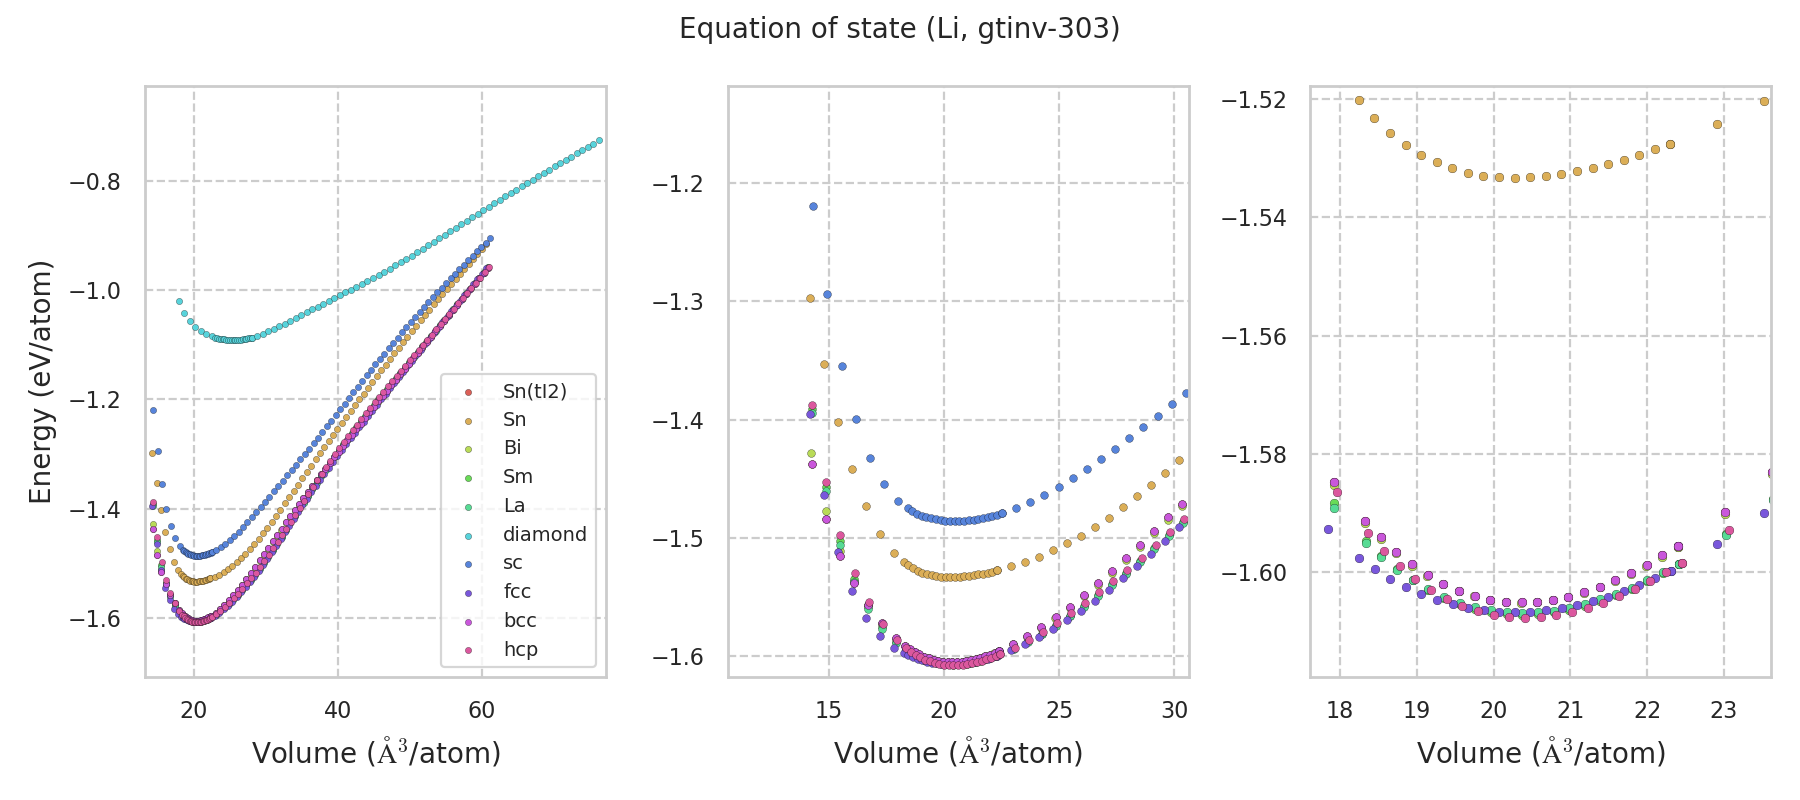 Equation of state (Li, gtinv-303)
Energy (eV/atom)
−0.8
−1.0
−1.2
−1.4
−1.6
20 40 60
Volume (Å³/atom)
Sn(tI2)
Sn
Bi
Sm
La
diamond
sc
fcc
bcc
hcp
−1.2
−1.3
−1.4
−1.5
−1.6
15 20 25 30
Volume (Å³/atom)
−1.52
−1.54
−1.56
−1.58
−1.60
18 19 20 21 22 23
Volume (Å³/atom)